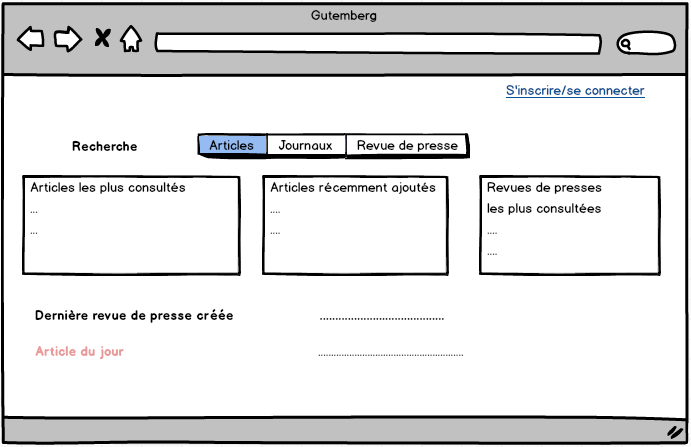 Gutemberg
S'inscrire/se connecter
Recherche
Articles
Journaux
Revue de presse
Articles les plus consultés
...
...
Articles récemment ajoutés
....
....
Revues de presses
les plus consultées
....
....
Dernière revue de presse créée
........................................
Article du jour
......................................................